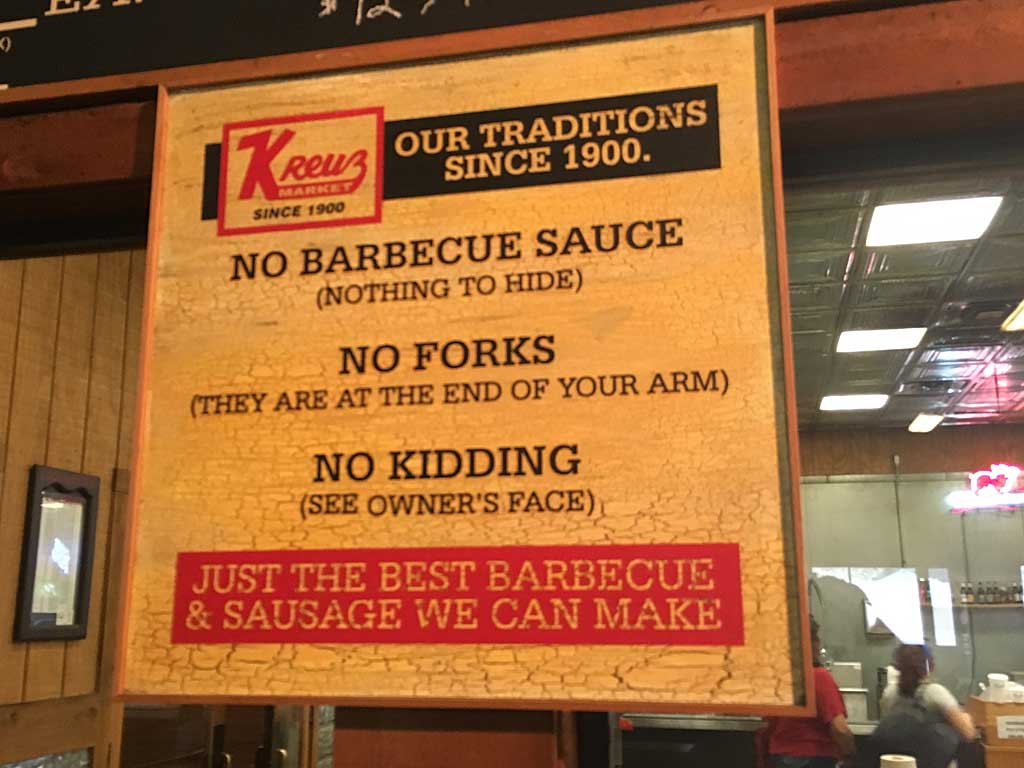 Kreuz
MARKET
SINCE 1900
OUR TRADITIONS
SINCE 1900.
NO BARBECUE SAUCE
(NOTHING TO HIDE)
NO FORKS
(THEY ARE AT THE END OF YOUR ARM)
NO KIDDING
(SEE OWNER'S FACE)
JUST THE BEST BARBECUE
& SAUSAGE WE CAN MAKE